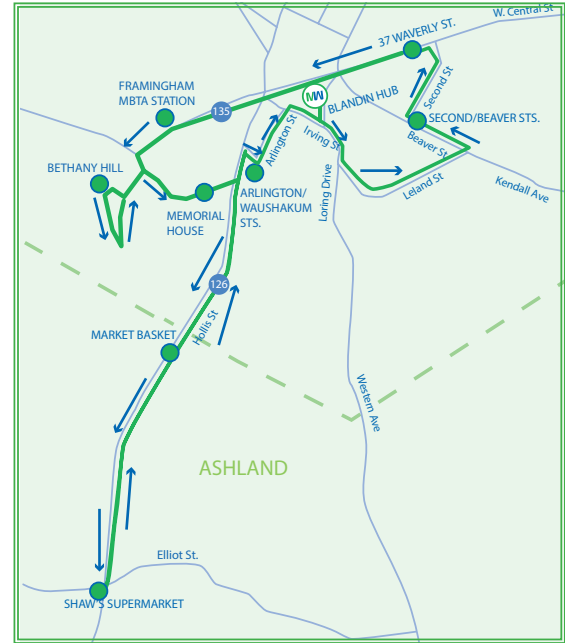 W. Central St
37 WAVERLY ST.
FRAMINGHAM
MBTA STATION
135
BLANDIN HUB
Second St
SECOND/BEAVER STS.
Arlington St
Irving St
Beaver St
BETHANY HILL
Leland St
Kendall Ave
MEMORIAL
HOUSE
ARLINGTON/
WAUSHAKUM
STS.
Loring Drive
126
Hollis St
MARKET BASKET
Western Ave
ASHLAND
Elliot St.
SHAW'S SUPERMARKET